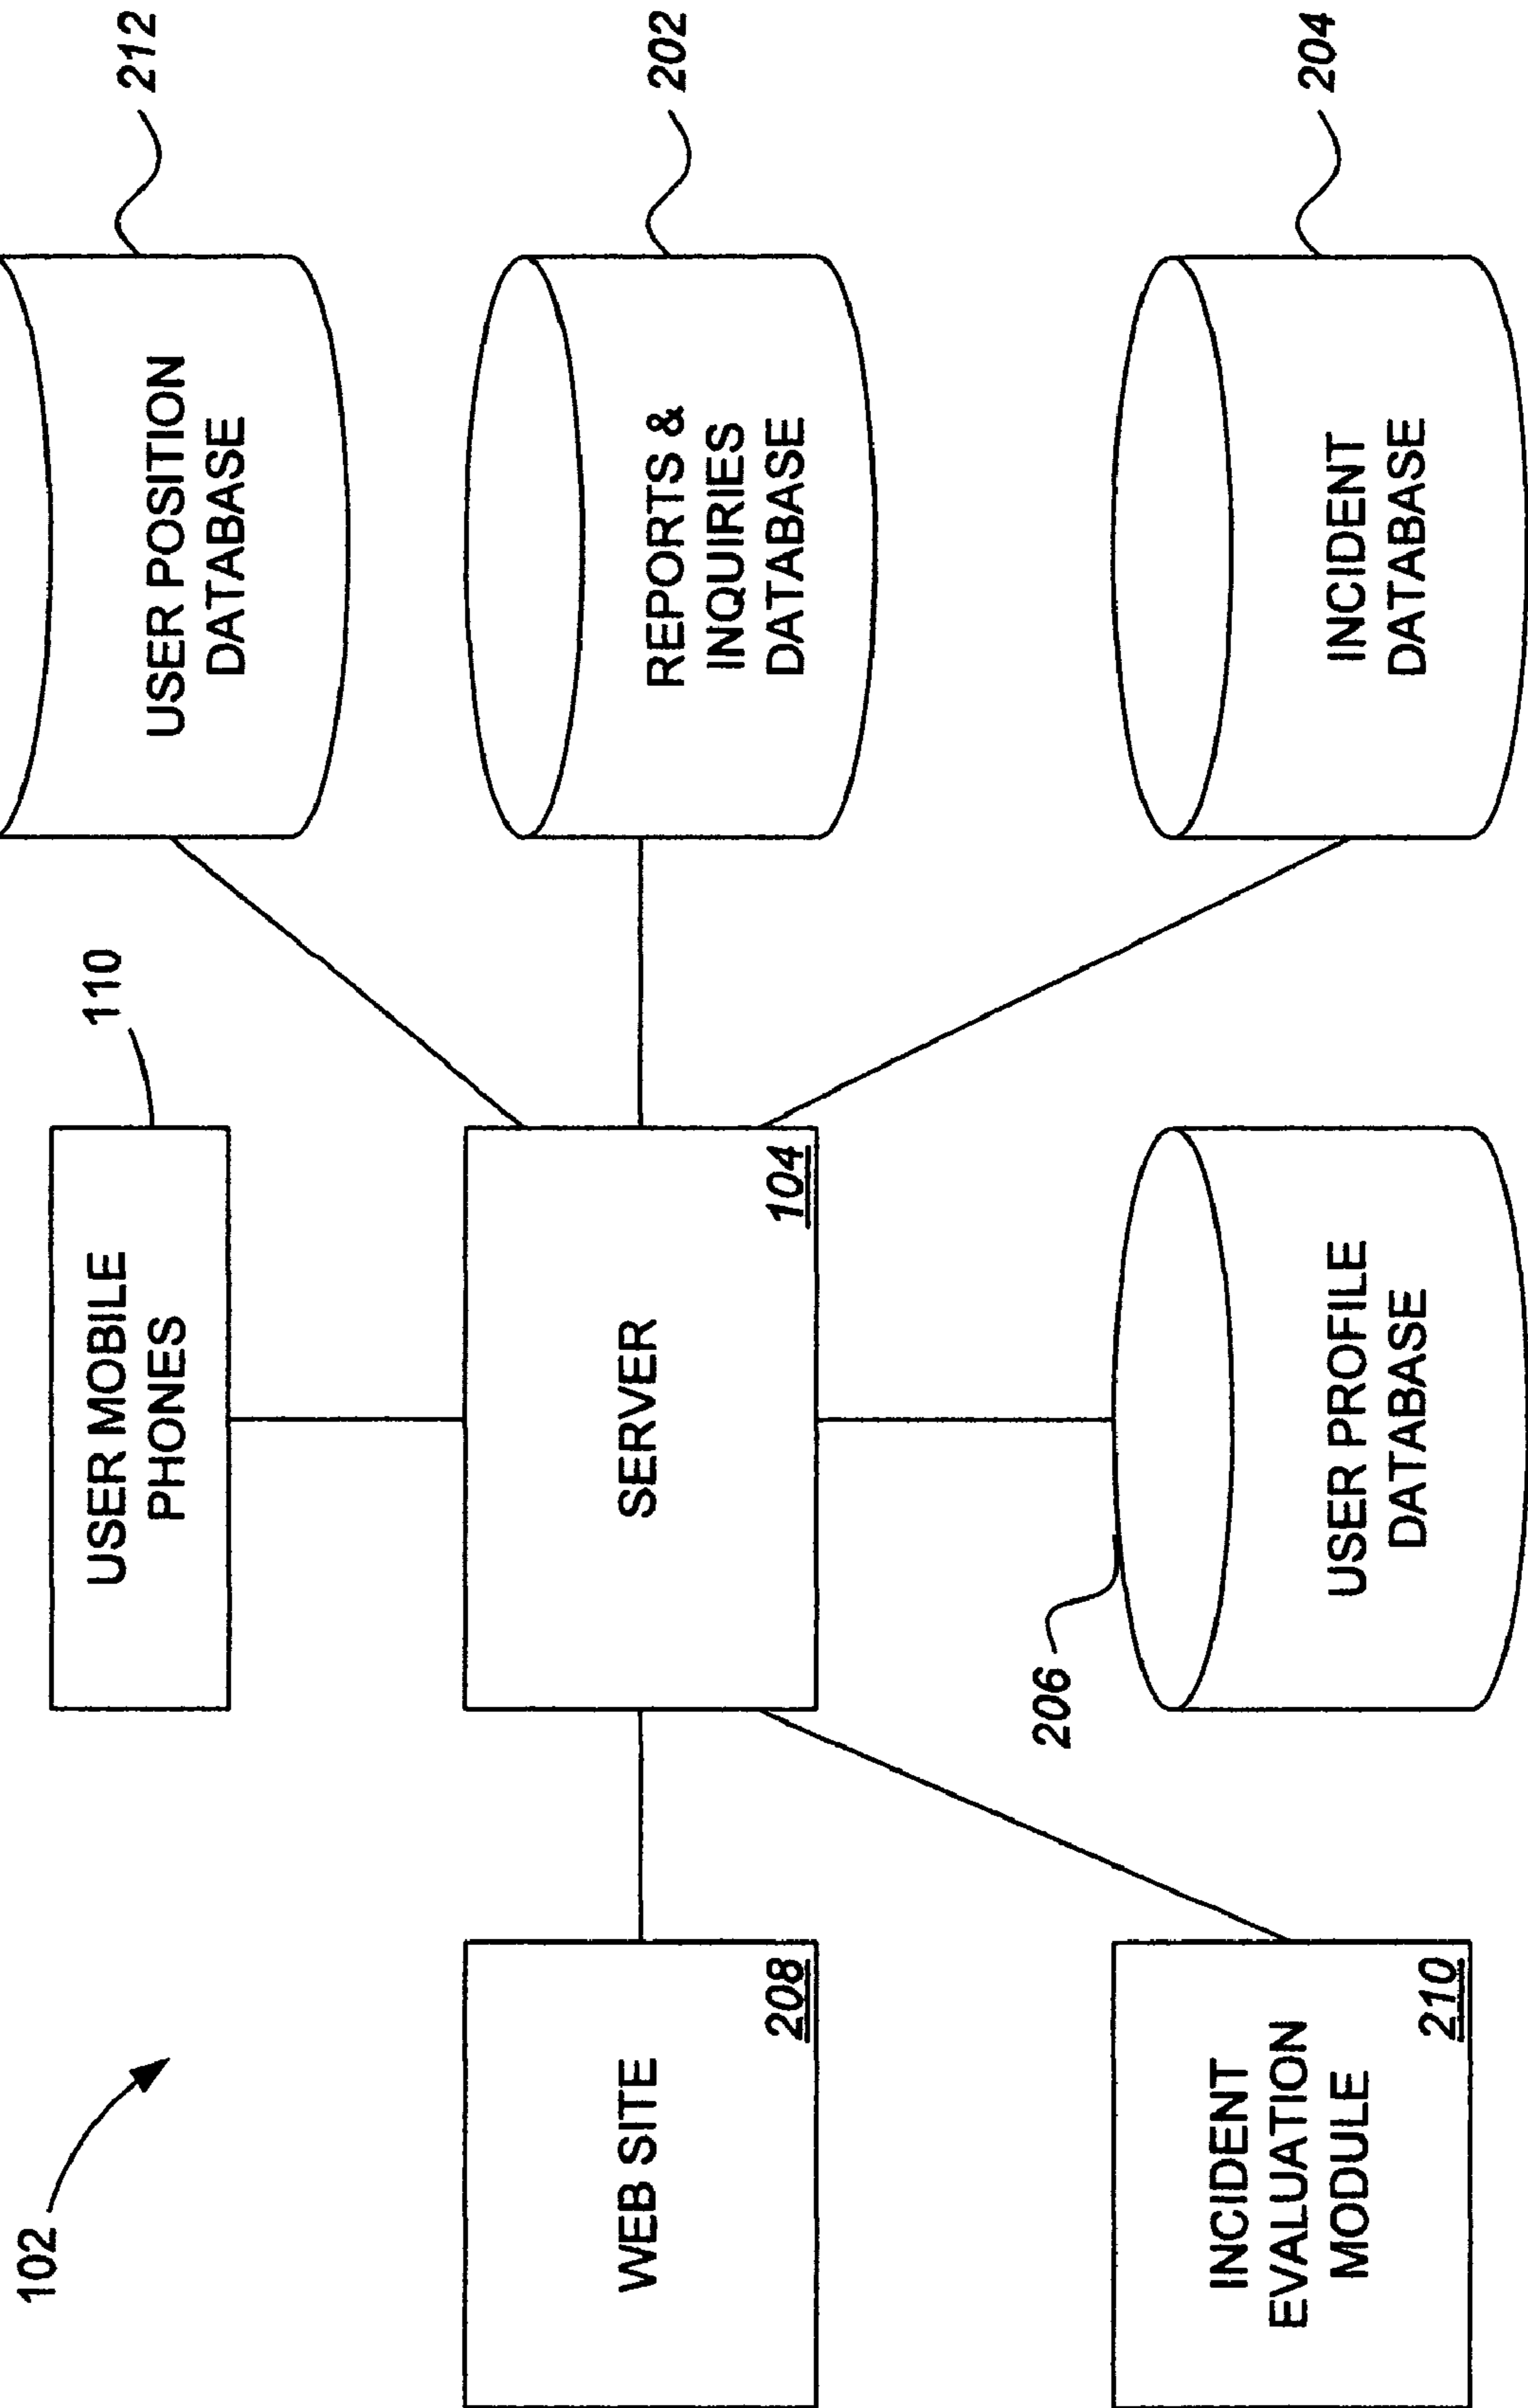 102
USER MOBILE
PHONES
110
USER POSITION
DATABASE
212
WEB SITE
208
SERVER
104
REPORTS &
INQUIRIES
DATABASE
202
INCIDENT
EVALUATION
MODULE
210
206
USER PROFILE
DATABASE
INCIDENT
DATABASE
204